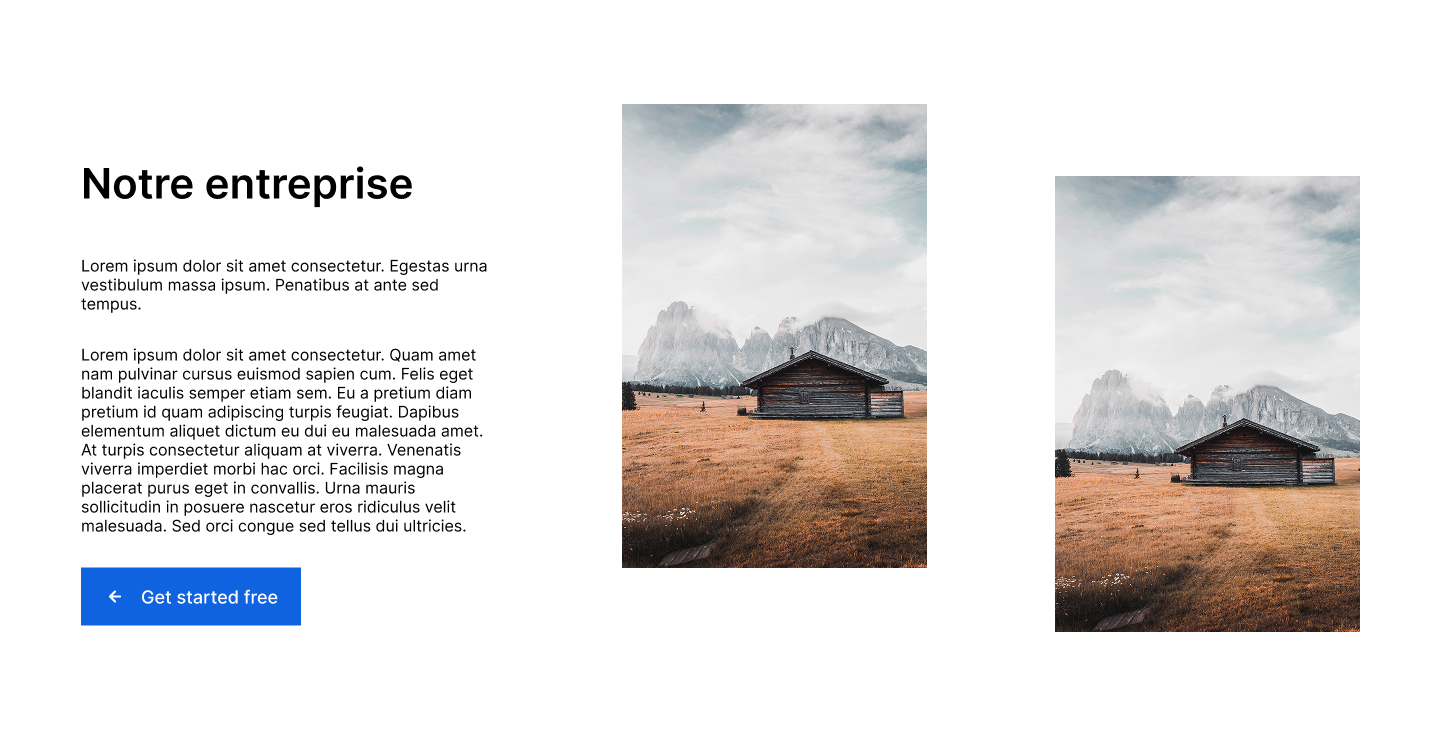 Notre entreprise
Lorem ipsum dolor sit amet consectetur. Egestas urna
vestibulum massa ipsum. Penatibus at ante sed
tempus.
Lorem ipsum dolor sit amet consectetur. Quam amet
nam pulvinar cursus euismod sapien cum. Felis eget
blandit iaculis semper etiam sem. Eu a pretium diam
pretium id quam adipiscing turpis feugiat. Dapibus
elementum aliquet dictum eu dui eu malesuada amet.
At turpis consectetur aliquam at viverra. Venenatis
viverra imperdiet morbi hac orci. Facilisis magna
placerat purus eget in convallis. Urna mauris
sollicitudin in posuere nascetur eros ridiculus velit
malesuada. Sed orci congue sed tellus dui ultricies.
Get started free